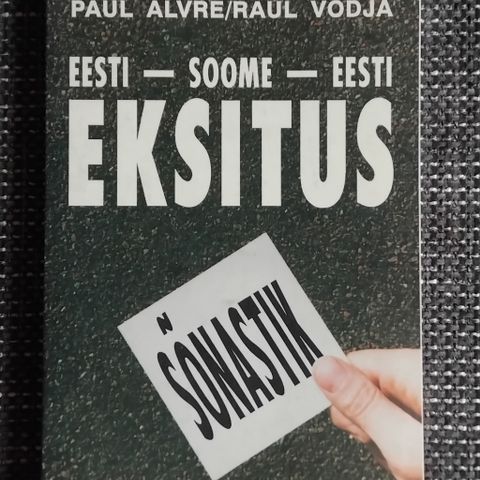 PAUL ALVRE/RAUL VODJA
EESTI — SOOME — EESTI
EKSITUS
SÕNASTIK